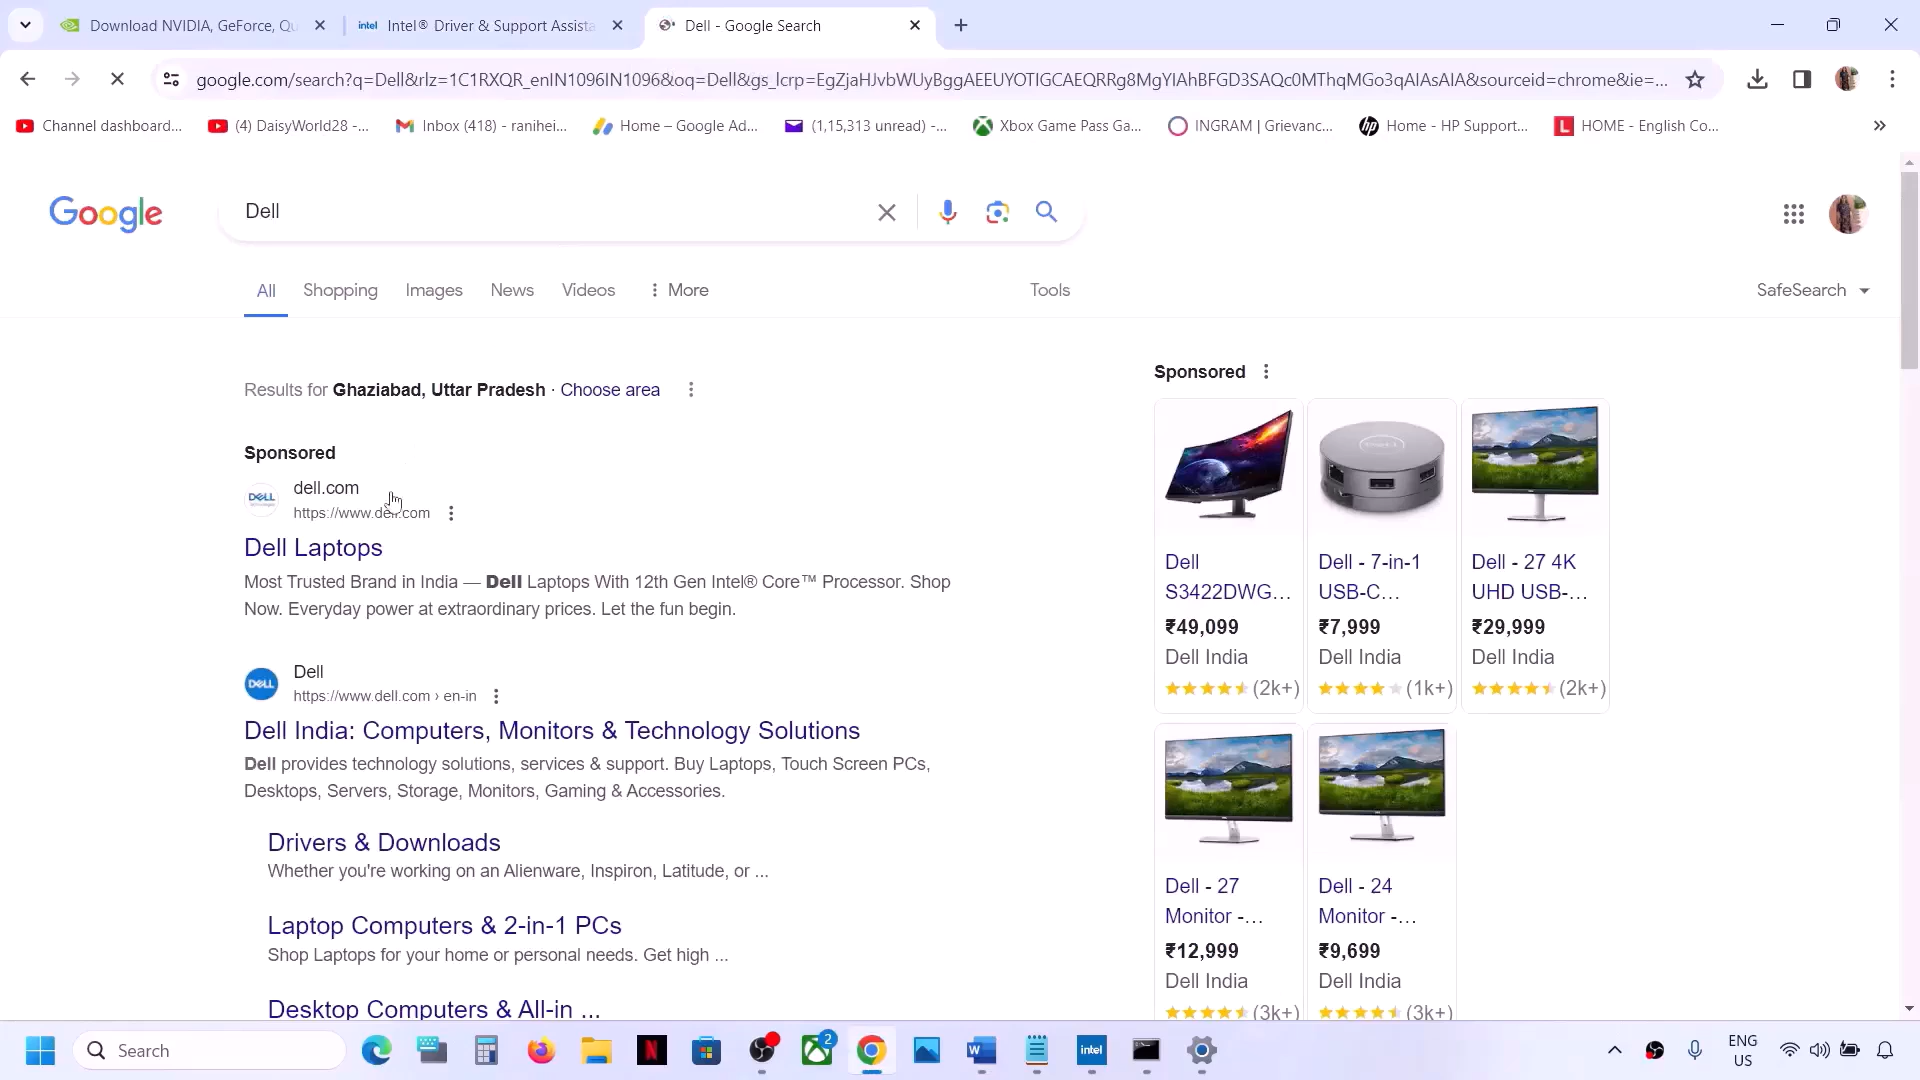 Download NVIDIA, GeForce, Qu
Intel® Driver & Support Assista
Dell - Google Search
google.com/search?q=Dell&rlz=1C1RXQR_enIN1096IN1096&oq=Dell&gs_lcrp=EgZjaHJvbWUyBggAEEUYOTIGCAEQRRg8MgYIAhBFGD3SAQc0MThqMGo3qAIAsAIA&sourceid=chrome&ie=...
Channel dashboard...
(4) DaisyWorld28 -...
Inbox (418) - ranihei...
Home – Google Ad...
(1,15,313 unread) -...
Xbox Game Pass Ga...
INGRAM | Grievanc...
Home - HP Support...
HOME - English Co...
Google
Dell
All
Shopping
Images
News
Videos
More
Tools
SafeSearch
Results for Ghaziabad, Uttar Pradesh · Choose area
Sponsored
dell.com
https://www.dell.com
Dell Laptops
Most Trusted Brand in India — Dell Laptops With 12th Gen Intel® Core™ Processor. Shop
Now. Everyday power at extraordinary prices. Let the fun begin.
Dell
https://www.dell.com › en-in
Dell India: Computers, Monitors & Technology Solutions
Dell provides technology solutions, services & support. Buy Laptops, Touch Screen PCs,
Desktops, Servers, Storage, Monitors, Gaming & Accessories.
Drivers & Downloads
Whether you're working on an Alienware, Inspiron, Latitude, or ...
Laptop Computers & 2-in-1 PCs
Shop Laptops for your home or personal needs. Get high ...
Desktop Computers & All-in ...
Sponsored
Dell
S3422DWG...
₹49,099
Dell India
(2k+)
Dell - 7-in-1
USB-C...
₹7,999
Dell India
(1k+)
Dell - 27 4K
UHD USB-...
₹29,999
Dell India
(2k+)
Dell - 27
Monitor -...
₹12,999
Dell India
(3k+)
Dell - 24
Monitor -...
₹9,699
Dell India
(3k+)
Search
2
intel
ENG
US